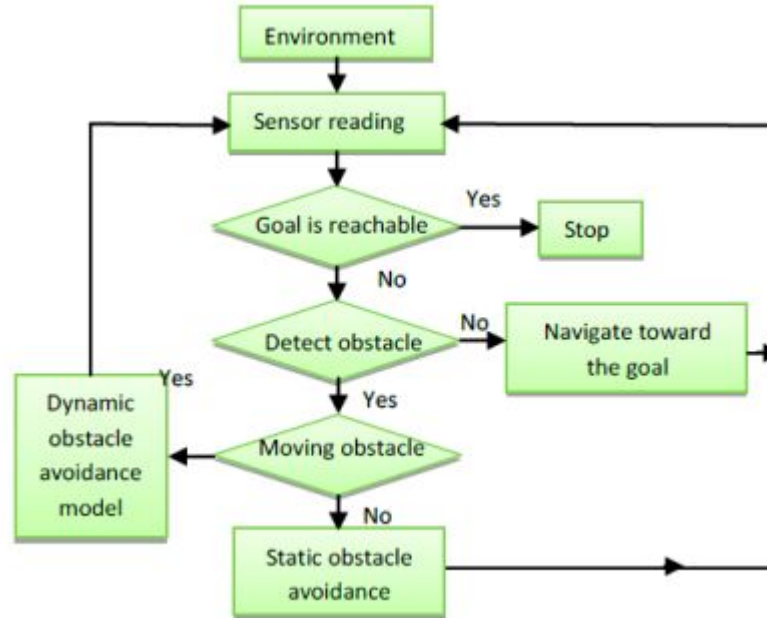 Environment
Sensor reading
Goal is reachable
Yes
Stop
No
Detect obstacle
No
Navigate toward
the goal
Yes
Yes
Dynamic
obstacle
avoidance
model
Moving obstacle
No
Static obstacle
avoidance